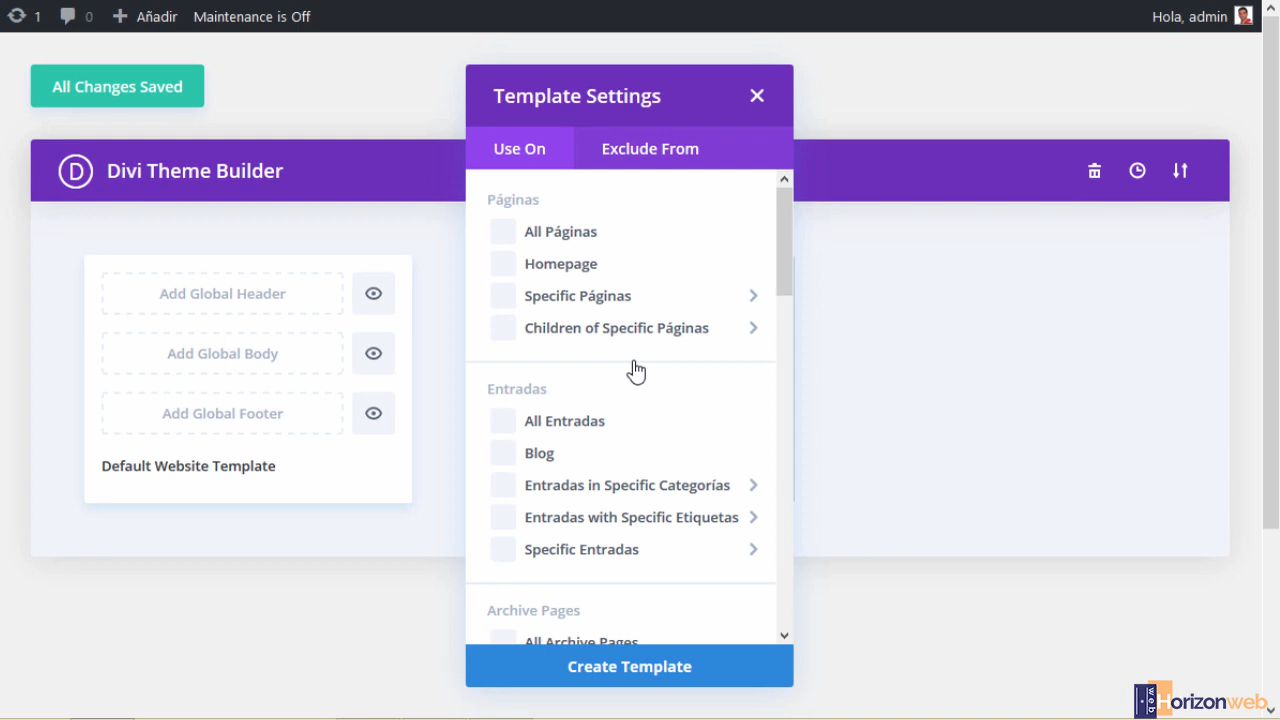 1 0 Añadir Maintenance is Off Hola, admin
All Changes Saved
Divi Theme Builder
Add Global Header
Add Global Body
Add Global Footer
Default Website Template
Template Settings
Use On Exclude From
Páginas
All Páginas
Homepage
Specific Páginas
Children of Specific Páginas
Entradas
All Entradas
Blog
Entradas in Specific Categorías
Entradas with Specific Etiquetas
Specific Entradas
Archive Pages
All Archive Pages
Create Template
web Horizonweb